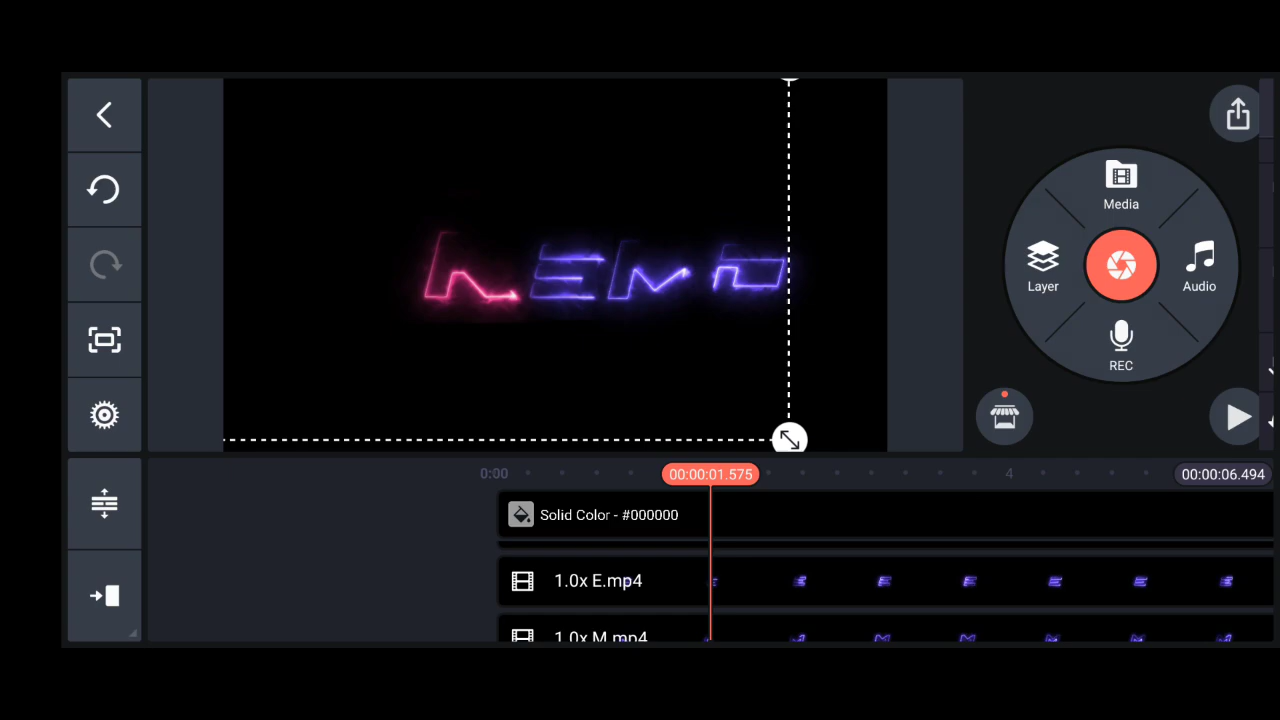 Media
Layer
Audio
REC
0:00
00:00:01.575
4
00:00:06.494
Solid Color - #000000
1.0x E.mp4
1.0x M.mp4